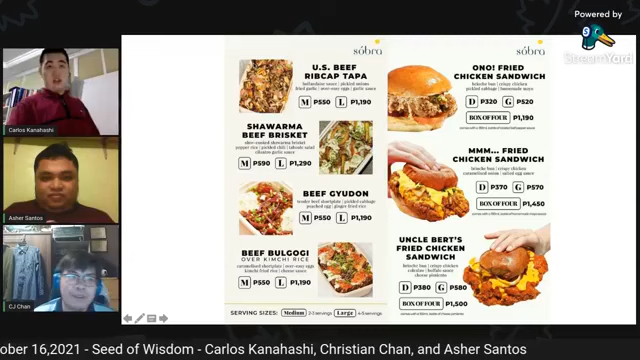 Powered by
StreamYard
Carlos Kanahashi
Asher Santos
CJ Chan
sóbra
U.S. BEEF
RIBCAP TAPA
M P550 L P1,190
SHAWARMA
BEEF BRISKET
M P590 L P1,290
BEEF GYUDON
M P550 L P1,190
BEEF BULGOGI
OVER KIMCHI RICE
M P550 L P1,190
SERVING SIZES: Medium 2-3 servings Large 4-5 servings
sóbra
ONO! FRIED
CHICKEN SANDWICH
D P320 G P520
BOX OF FOUR P1,190
MMM... FRIED
CHICKEN SANDWICH
D P370 G P570
BOX OF FOUR P1,450
UNCLE BERT'S
FRIED CHICKEN
SANDWICH
D P380 G P580
BOX OF FOUR P1,500
ober 16,2021 - Seed of Wisdom - Carlos Kanahashi, Christian Chan, and Asher Santos